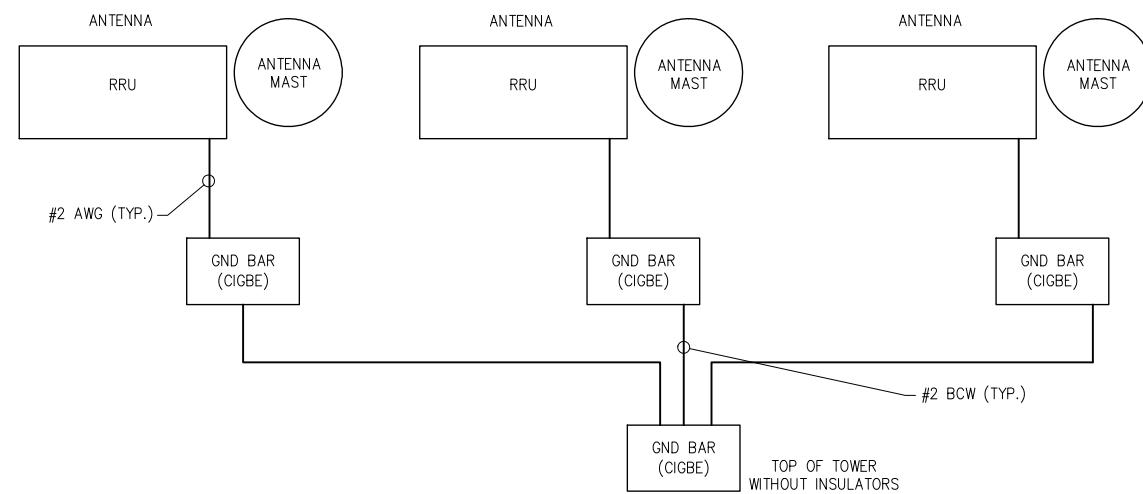 ANTENNA
ANTENNA
ANTENNA
RRU
ANTENNA
MAST
RRU
ANTENNA
MAST
RRU
ANTENNA
MAST
#2 AWG (TYP.)
GND BAR
(CIGBE)
GND BAR
(CIGBE)
GND BAR
(CIGBE)
#2 BCW (TYP.)
GND BAR
(CIGBE)
TOP OF TOWER
WITHOUT INSULATORS